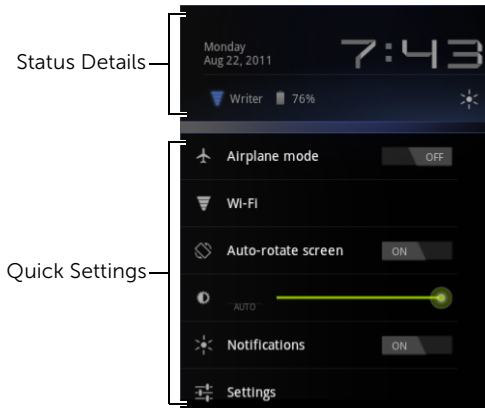 Status Details
Monday
Aug 22, 2011
7:43
Writer 76%
Quick Settings
Airplane mode OFF
Wi-Fi
Auto-rotate screen ON
AUTO
Notifications ON
Settings